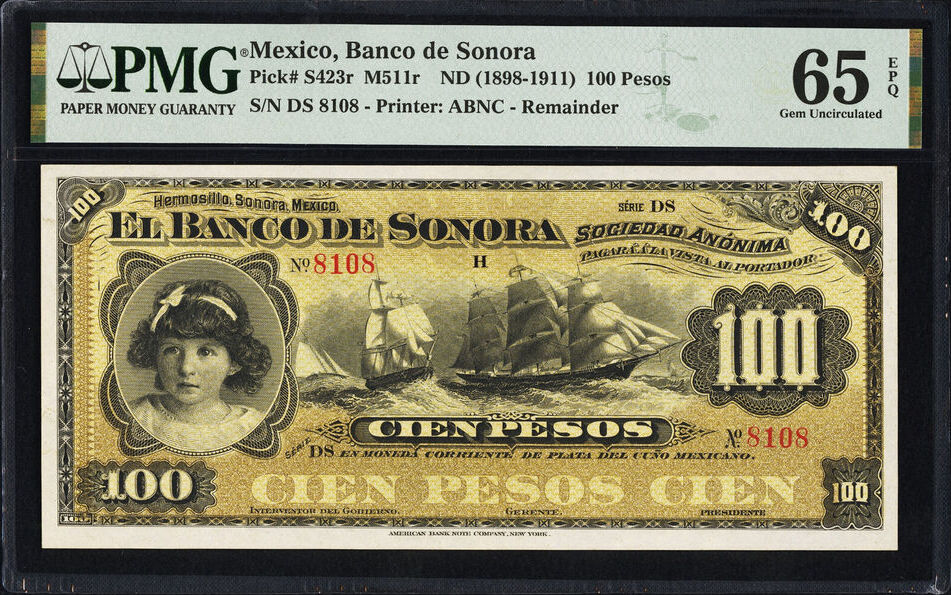 PMG®
PAPER MONEY GUARANTY
Mexico, Banco de Sonora
Pick# S423r M511r ND (1898-1911) 100 Pesos
S/N DS 8108 - Printer: ABNC - Remainder
65 EPQ
Gem Uncirculated
100
Hermosillo, Sonora, Mexico,
SÉRIE DS
100
EL BANCO DE SONORA
SOCIEDAD ANÓNIMA
PAGARÁ Á LA VISTA AL PORTADOR
Nº 8108
H
100
CIEN PESOS
Nº 8108
SERIE DS EN MONEDA CORRIENTE DE PLATA DEL CUÑO MEXICANO.
100
CIEN PESOS CIEN
100
INTERVENTOR DEL GOBIERNO.
GERENTE.
PRESIDENTE
AMERICAN BANK NOTE COMPANY, NEW YORK.